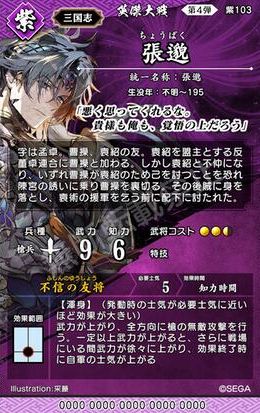 紫
三国志
英傑大戦
第4弾
紫103
ちょうばく
張邈
統一名称：張邈
生没年：不明～195
「悪く思ってくれるな。
貴様も俺も、覚悟の上だろう」
字は孟卓。曹操、袁紹の友。袁紹を盟主とする反
董卓連合に曹操と加わる。しかし袁紹と不仲にな
り、いずれ曹操が袁紹のため己を討つことを恐れ
陳宮の誘いに乗り曹操を裏切る。その後賊に身を
落とし、袁術の援軍を乞う前に配下に討たれた。
兵種 武力 知力 武将コスト
槍兵 9 6 特技
ふしんのゆうしょう
不信の友将
必要士気 効果時間
5 知力時間
効果範囲
【渾身】（発動時の士気が必要士気に近い
ほど効果が大きい）
武力が上がり、全方向に槍の無敵攻撃を行
う。一定以上武力が上がると、さらに戦場
にいる間武力が徐々に上がり、効果終了時
に自軍の士気が上がる
Illustration:采藤
©SEGA
0000 0000 0000 0000 0000